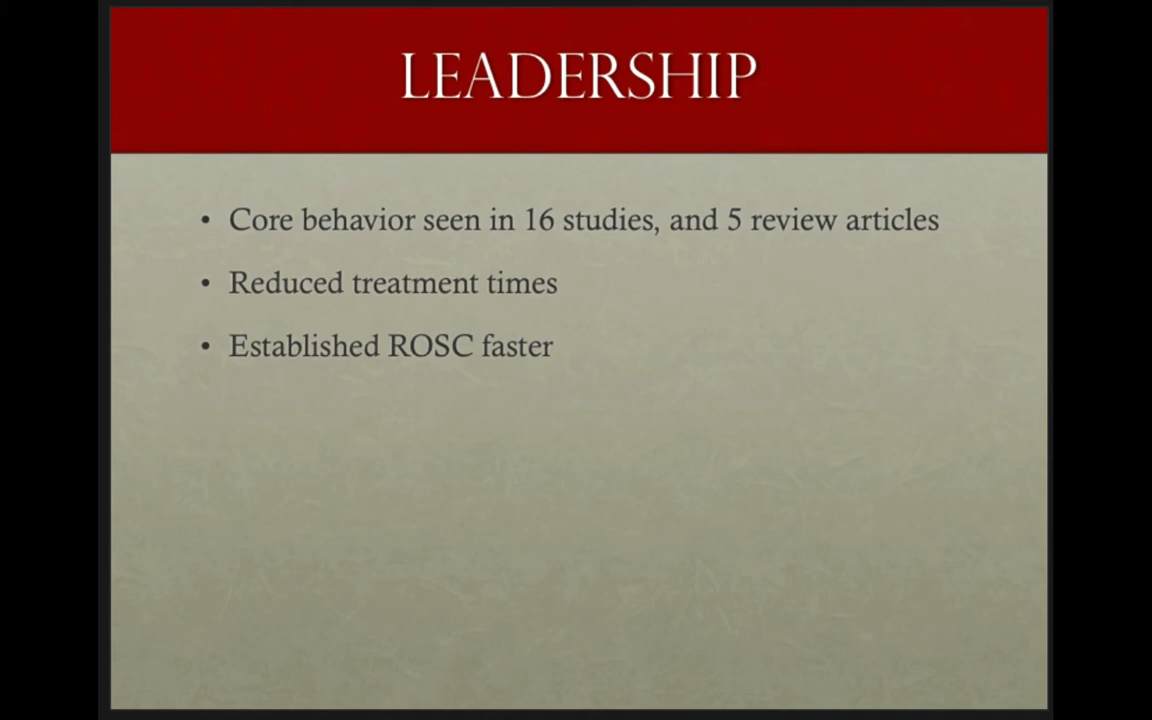 LEADERSHIP
• Core behavior seen in 16 studies, and 5 review articles
• Reduced treatment times
• Established ROSC faster